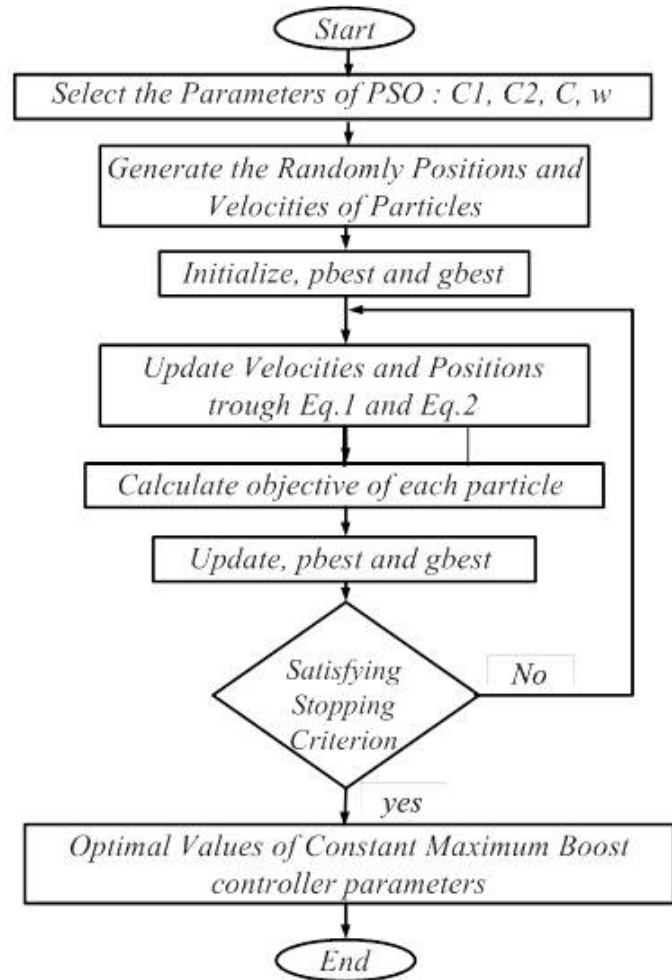 Start
Select the Parameters of PSO : C1, C2, C, w
Generate the Randomly Positions and
Velocities of Particles
Initialize, pbest and gbest
Update Velocities and Positions
trough Eq.1 and Eq.2
Calculate objective of each particle
Update, pbest and gbest
Satisfying
Stopping
Criterion
No
yes
Optimal Values of Constant Maximum Boost
controller parameters
End